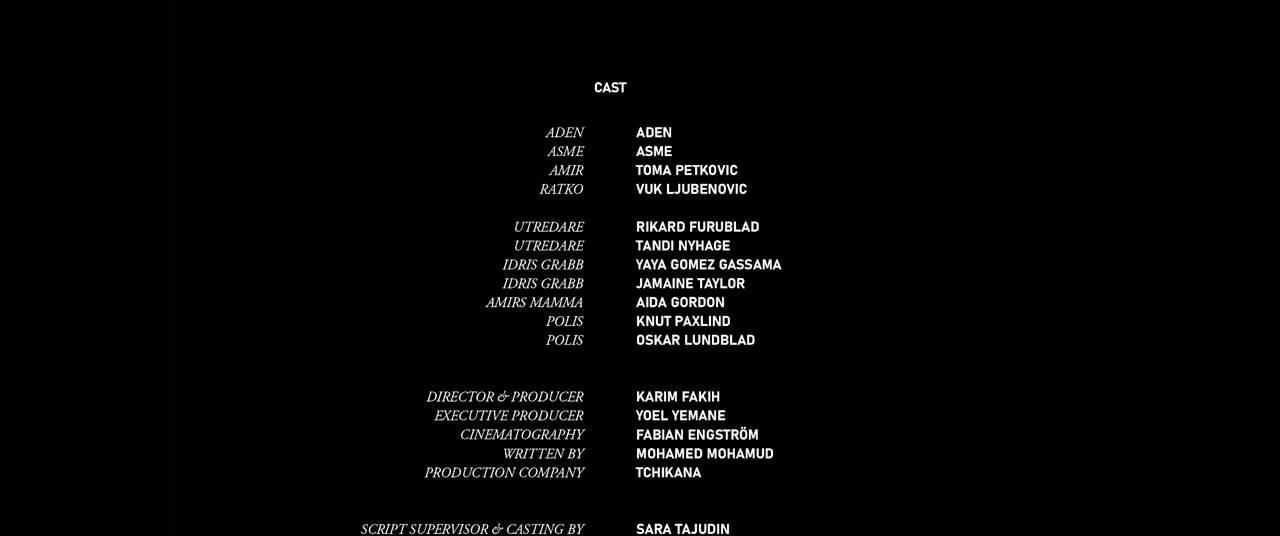 CAST
ADEN ADEN
ASME ASME
AMIR TOMA PETKOVIC
RATKO VUK LJUBENOVIC
UTREDARE RIKARD FURUBLAD
UTREDARE TANDI NYHAGE
IDRIS GRABB YAYA GOMEZ GASSAMA
IDRIS GRABB JAMAINE TAYLOR
AMIRS MAMMA AIDA GORDON
POLIS KNUT PAXLIND
POLIS OSKAR LUNDBLAD
DIRECTOR & PRODUCER KARIM FAKIH
EXECUTIVE PRODUCER YOEL YEMANE
CINEMATOGRAPHY FABIAN ENGSTRÖM
WRITTEN BY MOHAMED MOHAMUD
PRODUCTION COMPANY TCHIKANA
SCRIPT SUPERVISOR & CASTING BY SARA TAJUDIN